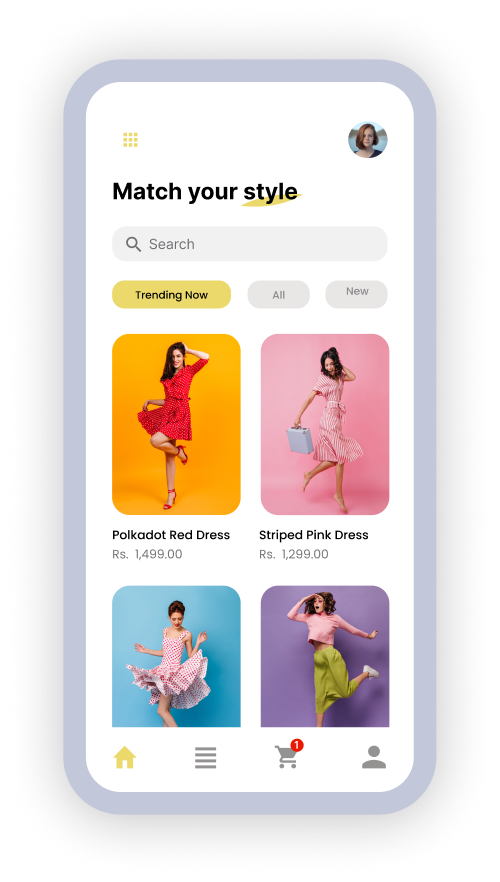 Match your style
Search
Trending Now
All
New
Polkadot Red Dress
Striped Pink Dress
Rs. 1,499.00
Rs. 1,299.00
1